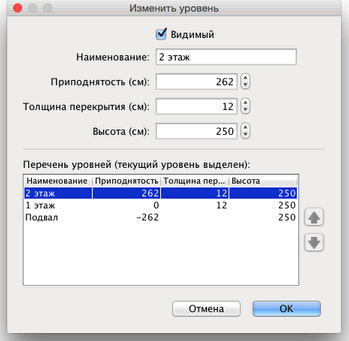 Изменить уровень
Видимый
Наименование: 2 этаж
Приподнятость (см): 262
Толщина перекрытия (см): 12
Высота (см): 250
Перечень уровней (текущий уровень выделен):
Наименование Приподнятость Толщина пер... Высота
2 этаж 262 12 250
1 этаж 0 12 250
Подвал −262 250
Отмена OK